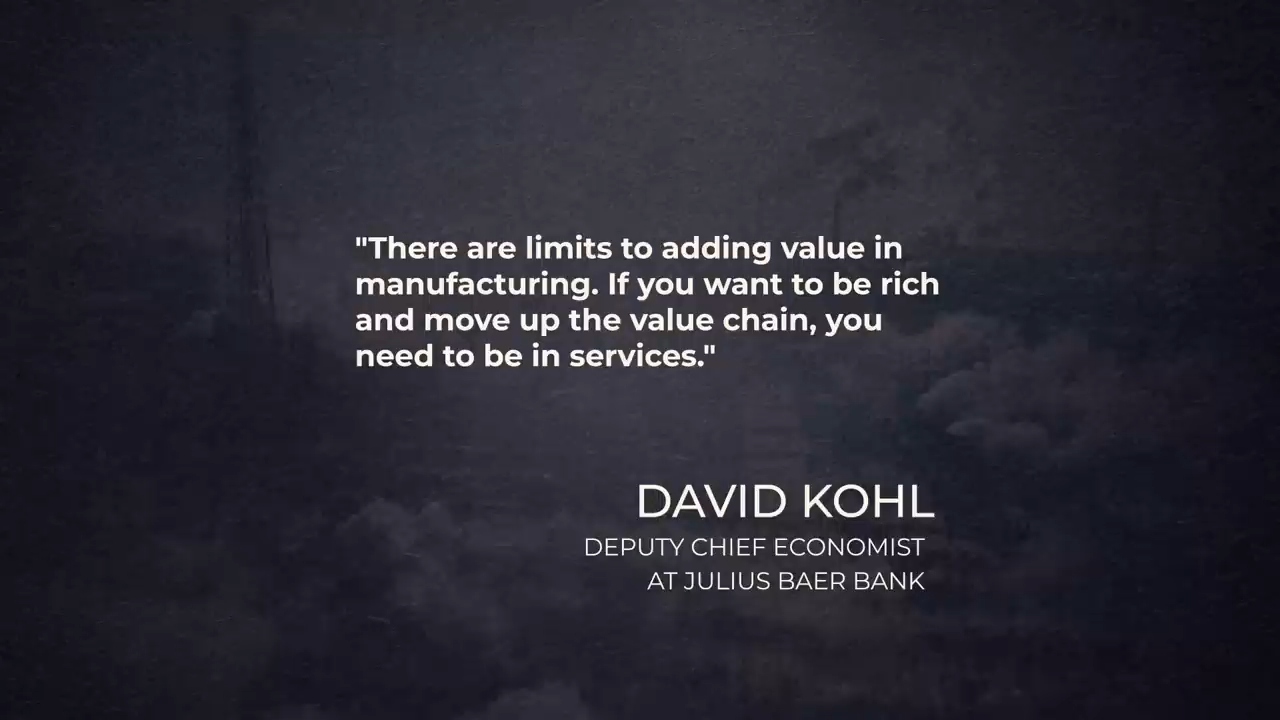 "There are limits to adding value in
manufacturing. If you want to be rich
and move up the value chain, you
need to be in services."
DAVID KOHL
DEPUTY CHIEF ECONOMIST
AT JULIUS BAER BANK